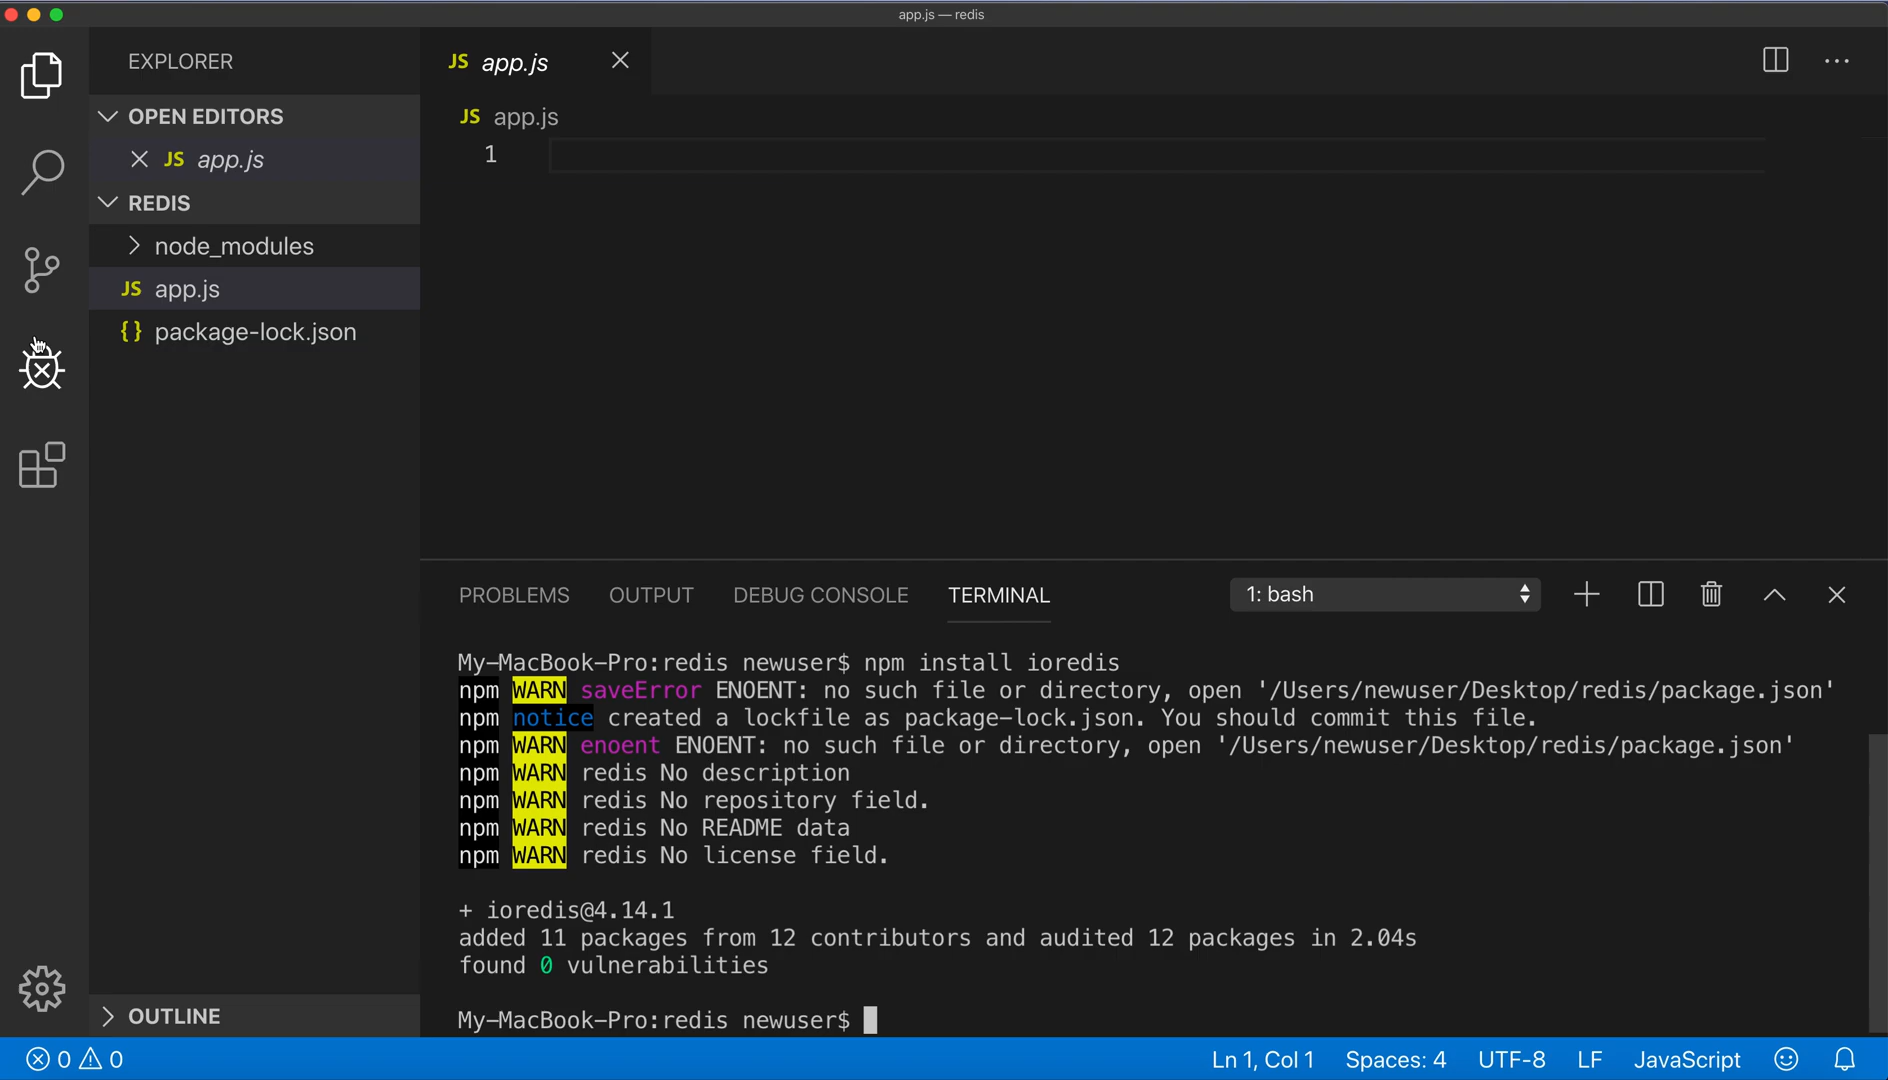 app.js — redis
EXPLORER
OPEN EDITORS
JS app.js
REDIS
node_modules
JS app.js
{} package-lock.json
OUTLINE
JS app.js
JS app.js
1
PROBLEMS OUTPUT DEBUG CONSOLE TERMINAL 1: bash
My-MacBook-Pro:redis newuser$ npm install ioredis
npm WARN saveError ENOENT: no such file or directory, open '/Users/newuser/Desktop/redis/package.json'
npm notice created a lockfile as package-lock.json. You should commit this file.
npm WARN enoent ENOENT: no such file or directory, open '/Users/newuser/Desktop/redis/package.json'
npm WARN redis No description
npm WARN redis No repository field.
npm WARN redis No README data
npm WARN redis No license field.
+ ioredis@4.14.1
added 11 packages from 12 contributors and audited 12 packages in 2.04s
found 0 vulnerabilities
My-MacBook-Pro:redis newuser$
0 0 Ln 1, Col 1 Spaces: 4 UTF-8 LF JavaScript